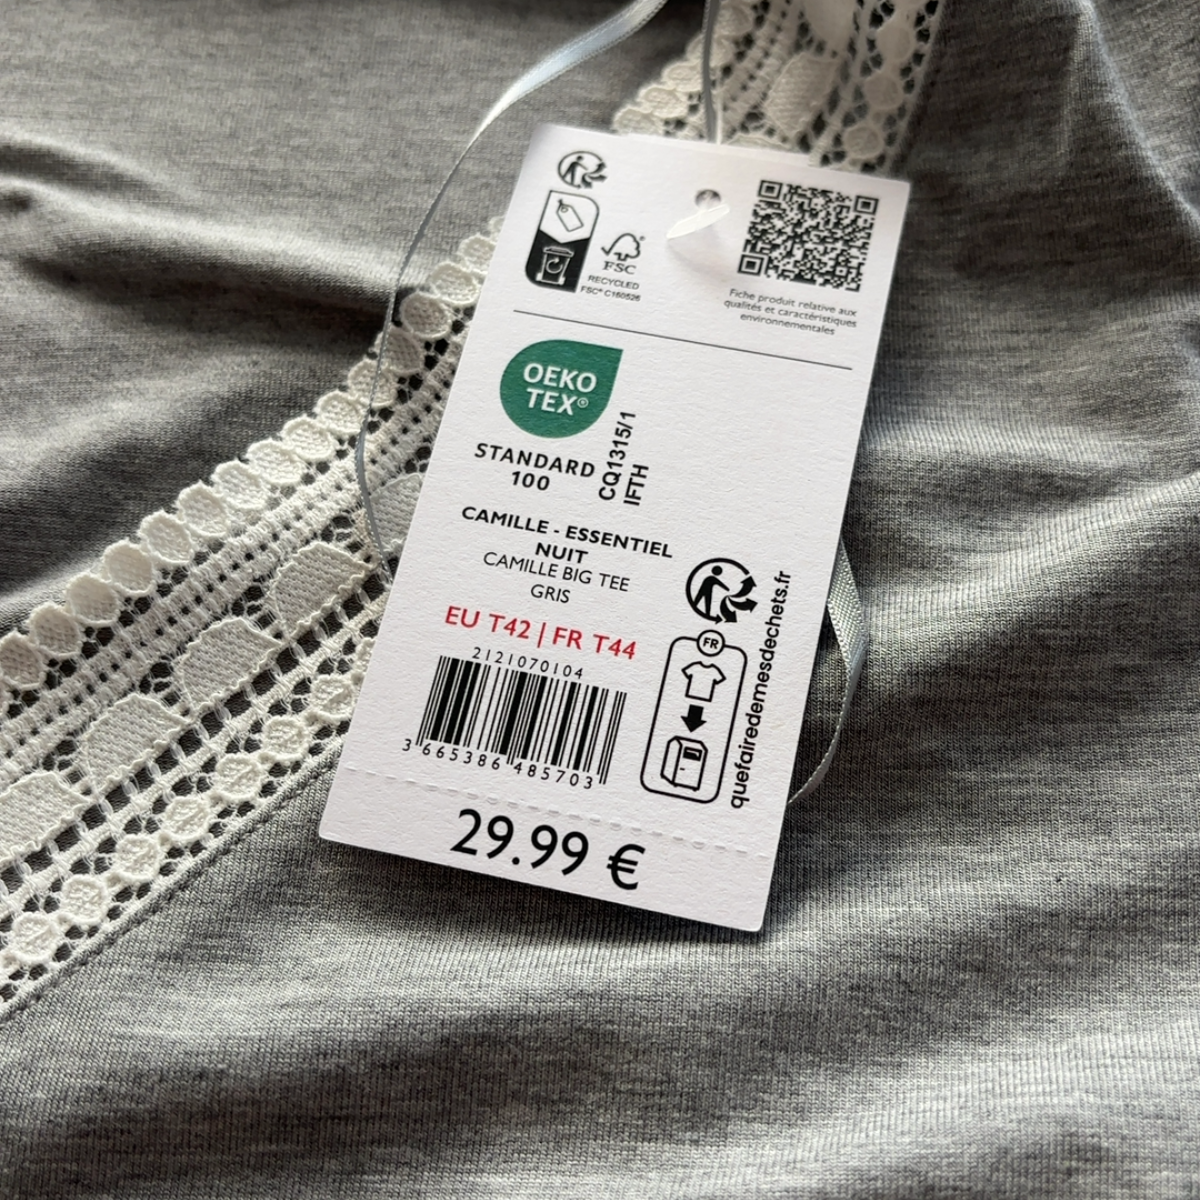 FSC®
RECYCLED
FSC® C160526
Fiche produit relative aux
qualités et caractéristiques
environnementales
OEKO
TEX®
STANDARD
100
CQ1315/1
IFTH
CAMILLE - ESSENTIEL
NUIT
CAMILLE BIG TEE
GRIS
EU T42 | FR T44
2121070104
3 665386 485703
FR
quefairedemesdechets.fr
29.99 €